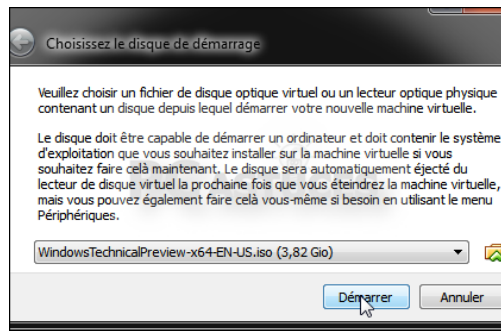 Choisissez le disque de démarrage
Veuillez choisir un fichier de disque optique virtuel ou un lecteur optique physique
contenant un disque depuis lequel démarrer votre nouvelle machine virtuelle.
Le disque doit être capable de démarrer un ordinateur et doit contenir le système
d'exploitation que vous souhaitez installer sur la machine virtuelle si vous
souhaitez faire celà maintenant. Le disque sera automatiquement éjecté du
lecteur de disque virtuel la prochaine fois que vous éteindrez la machine virtuelle,
mais vous pouvez également faire celà vous-même si besoin en utilisant le menu
Périphériques.
WindowsTechnicalPreview-x64-EN-US.iso (3,82 Gio)
Démarrer
Annuler